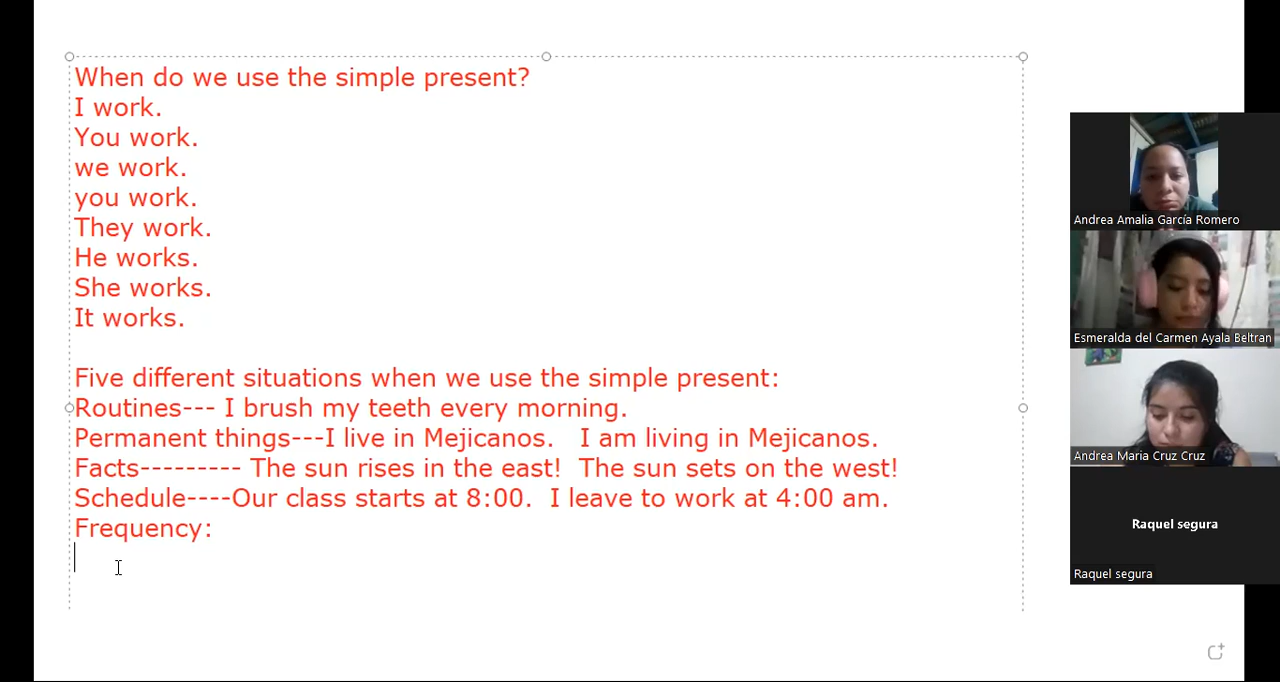 When do we use the simple present?
I work.
You work.
we work.
you work.
They work.
He works.
She works.
It works.
Five different situations when we use the simple present:
Routines--- I brush my teeth every morning.
Permanent things---I live in Mejicanos.   I am living in Mejicanos.
Facts--------- The sun rises in the east!  The sun sets on the west!
Schedule----Our class starts at 8:00.  I leave to work at 4:00 am.
Frequency:
Andrea Amalia García Romero
Esmeralda del Carmen Ayala Beltran
Andrea Maria Cruz Cruz
Raquel segura
Raquel segura